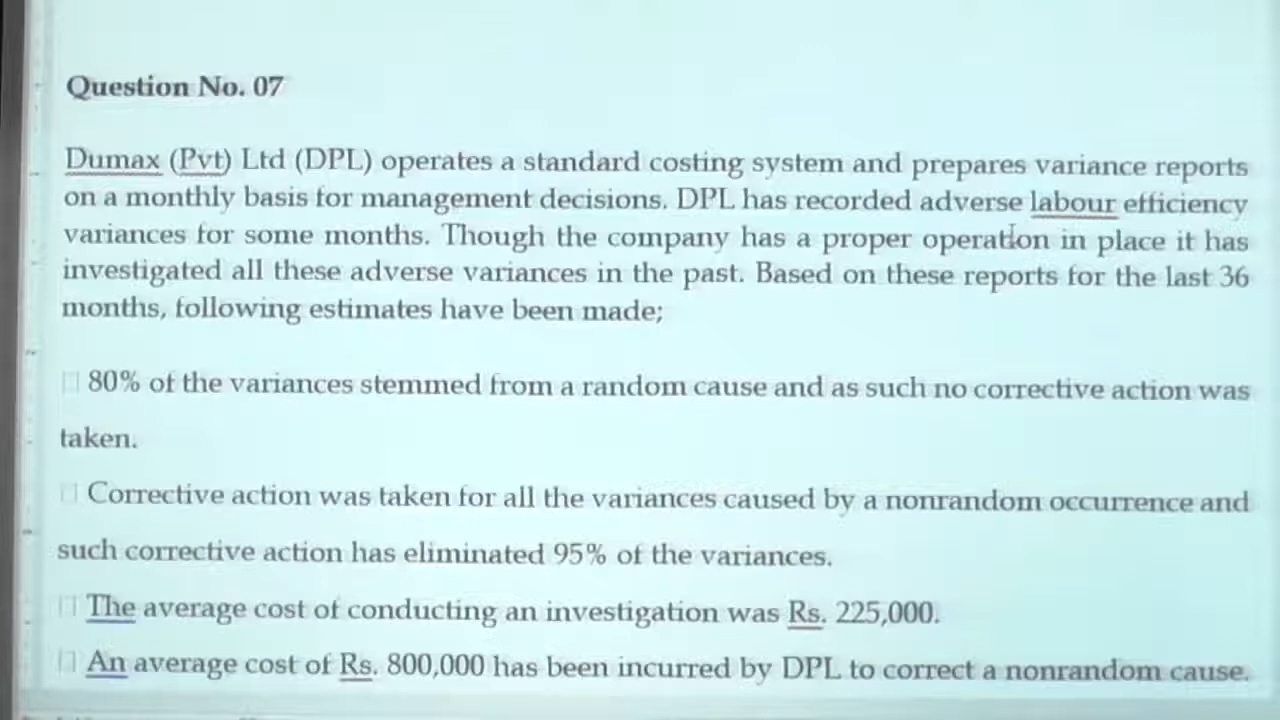 Question No. 07
Dumax (Pvt) Ltd (DPL) operates a standard costing system and prepares variance reports
on a monthly basis for management decisions. DPL has recorded adverse labour efficiency
variances for some months. Though the company has a proper operation in place it has
investigated all these adverse variances in the past. Based on these reports for the last 36
months, following estimates have been made;
80% of the variances stemmed from a random cause and as such no corrective action was
taken.
Corrective action was taken for all the variances caused by a nonrandom occurrence and
such corrective action has eliminated 95% of the variances.
The average cost of conducting an investigation was Rs. 225,000.
An average cost of Rs. 800,000 has been incurred by DPL to correct a nonrandom cause.